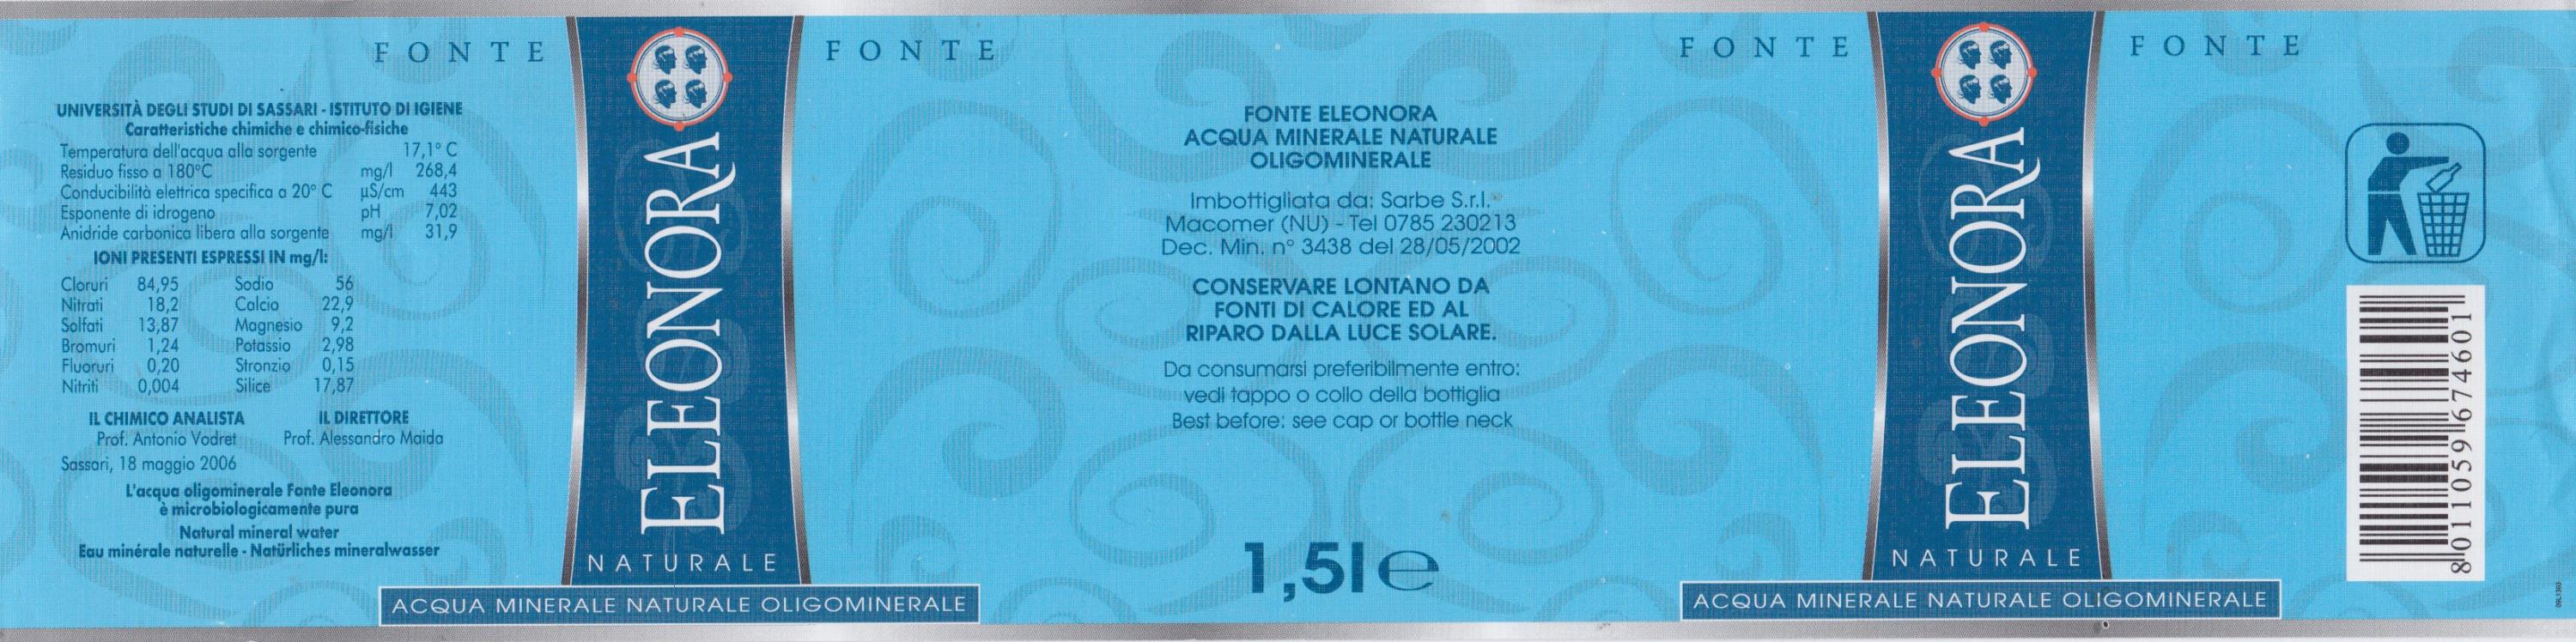 FONTE
UNIVERSITÀ DEGLI STUDI DI SASSARI - ISTITUTO DI IGIENE
Caratteristiche chimiche e chimico-fisiche
Temperatura dell'acqua alla sorgente 17,1° C
Residuo fisso a 180°C mg/l 268,4
Conducibilità elettrica specifica a 20° C µS/cm 443
Esponente di idrogeno pH 7,02
Anidride carbonica libera alla sorgente mg/l 31,9
IONI PRESENTI ESPRESSI IN mg/l:
Cloruri 84,95 Sodio 56
Nitrati 18,2 Calcio 22,9
Solfati 13,87 Magnesio 9,2
Bromuri 1,24 Potassio 2,98
Fluoruri 0,20 Stronzio 0,15
Nitriti 0,004 Silice 17,87
IL CHIMICO ANALISTA IL DIRETTORE
Prof. Antonio Vodret Prof. Alessandro Maida
Sassari, 18 maggio 2006
L'acqua oligominerale Fonte Eleonora
è microbiologicamente pura
Natural mineral water
Eau minérale naturelle - Natürliches mineralwasser
ELEONORA
NATURALE
ACQUA MINERALE NATURALE OLIGOMINERALE
FONTE
FONTE ELEONORA
ACQUA MINERALE NATURALE
OLIGOMINERALE
Imbottigliata da: Sarbe S.r.l.
Macomer (NU) - Tel 0785 230213
Dec. Min. n° 3438 del 28/05/2002
CONSERVARE LONTANO DA
FONTI DI CALORE ED AL
RIPARO DALLA LUCE SOLARE.
Da consumarsi preferibilmente entro:
vedi tappo o collo della bottiglia
Best before: see cap or bottle neck
1,5l e
FONTE
ELEONORA
NATURALE
ACQUA MINERALE NATURALE OLIGOMINERALE
FONTE
8 011059 674601